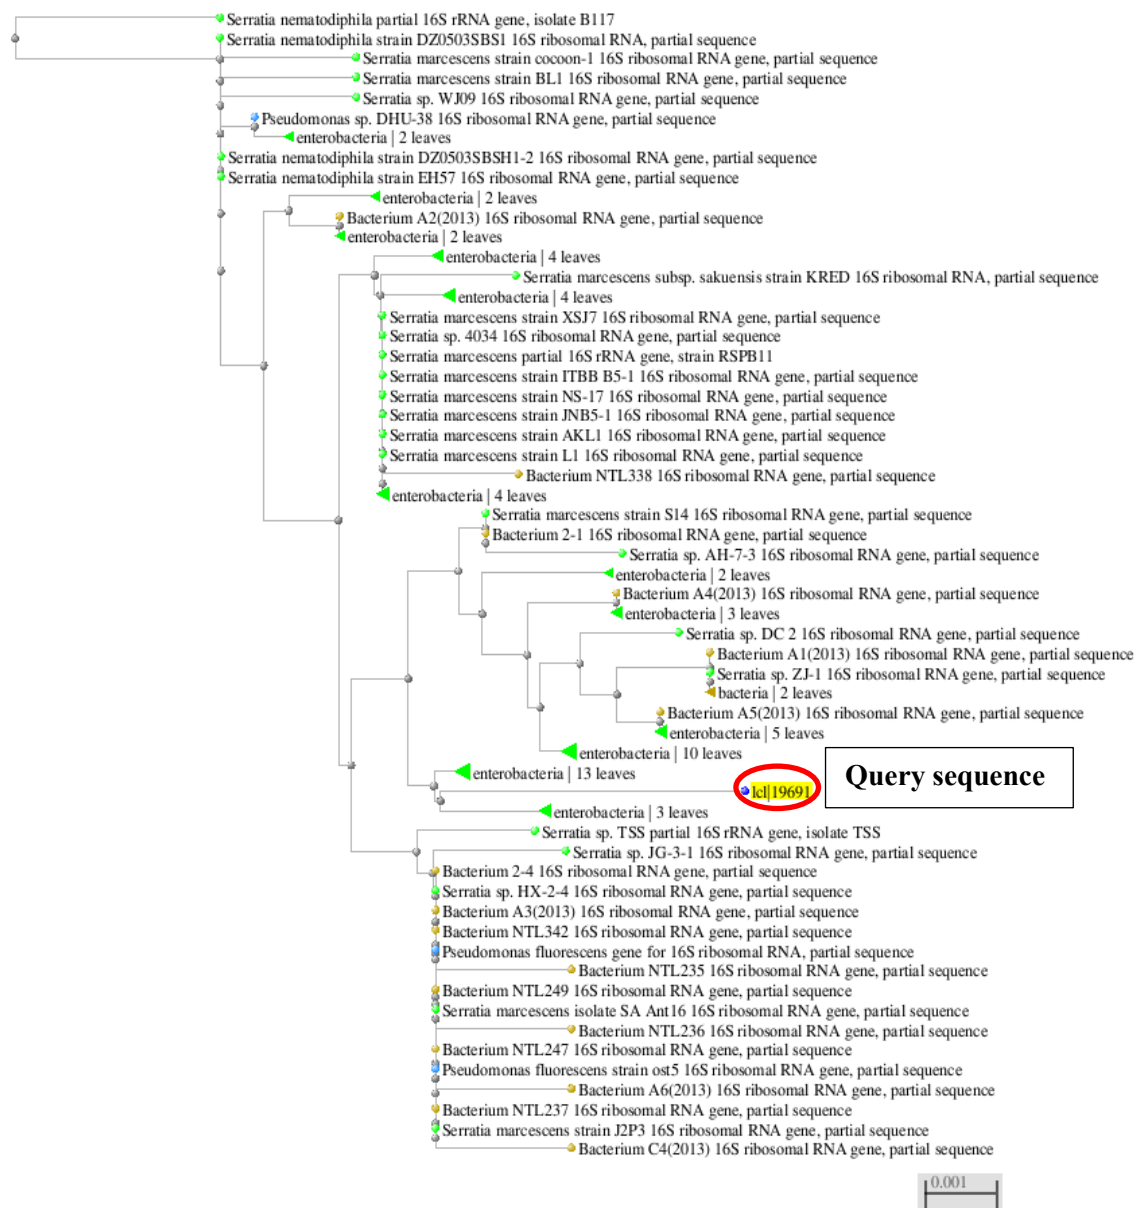 Serratia nematodiphila partial 16S rRNA gene, isolate B117
Serratia nematodiphila strain DZ0503SBS1 16S ribosomal RNA, partial sequence
Serratia marcescens strain cocoon-1 16S ribosomal RNA gene, partial sequence
Serratia marcescens strain BL1 16S ribosomal RNA gene, partial sequence
Serratia sp. WJ09 16S ribosomal RNA gene, partial sequence
Pseudomonas sp. DHU-38 16S ribosomal RNA gene, partial sequence
enterobacteria | 2 leaves
Serratia nematodiphila strain DZ0503SBSH1-2 16S ribosomal RNA gene, partial sequence
Serratia nematodiphila strain EH57 16S ribosomal RNA gene, partial sequence
enterobacteria | 2 leaves
Bacterium A2(2013) 16S ribosomal RNA gene, partial sequence
enterobacteria | 2 leaves
enterobacteria | 4 leaves
Serratia marcescens subsp. sakuensis strain KRED 16S ribosomal RNA, partial sequence
enterobacteria | 4 leaves
Serratia marcescens strain XSJ7 16S ribosomal RNA gene, partial sequence
Serratia sp. 4034 16S ribosomal RNA gene, partial sequence
Serratia marcescens partial 16S rRNA gene, strain RSPB11
Serratia marcescens strain ITBB B5-1 16S ribosomal RNA gene, partial sequence
Serratia marcescens strain NS-17 16S ribosomal RNA gene, partial sequence
Serratia marcescens strain JNB5-1 16S ribosomal RNA gene, partial sequence
Serratia marcescens strain AKL1 16S ribosomal RNA gene, partial sequence
Serratia marcescens strain L1 16S ribosomal RNA gene, partial sequence
Bacterium NTL338 16S ribosomal RNA gene, partial sequence
enterobacteria | 4 leaves
Serratia marcescens strain S14 16S ribosomal RNA gene, partial sequence
Bacterium 2-1 16S ribosomal RNA gene, partial sequence
Serratia sp. AH-7-3 16S ribosomal RNA gene, partial sequence
enterobacteria | 2 leaves
Bacterium A4(2013) 16S ribosomal RNA gene, partial sequence
enterobacteria | 3 leaves
Serratia sp. DC 2 16S ribosomal RNA gene, partial sequence
Bacterium A1(2013) 16S ribosomal RNA gene, partial sequence
Serratia sp. ZJ-1 16S ribosomal RNA gene, partial sequence
bacteria | 2 leaves
Bacterium A5(2013) 16S ribosomal RNA gene, partial sequence
enterobacteria | 5 leaves
enterobacteria | 10 leaves
enterobacteria | 13 leaves
Query sequence
lcl|19691
enterobacteria | 3 leaves
Serratia sp. TSS partial 16S rRNA gene, isolate TSS
Serratia sp. JG-3-1 16S ribosomal RNA gene, partial sequence
Bacterium 2-4 16S ribosomal RNA gene, partial sequence
Serratia sp. HX-2-4 16S ribosomal RNA gene, partial sequence
Bacterium A3(2013) 16S ribosomal RNA gene, partial sequence
Bacterium NTL342 16S ribosomal RNA gene, partial sequence
Pseudomonas fluorescens gene for 16S ribosomal RNA, partial sequence
Bacterium NTL235 16S ribosomal RNA gene, partial sequence
Bacterium NTL249 16S ribosomal RNA gene, partial sequence
Serratia marcescens isolate SA Ant16 16S ribosomal RNA gene, partial sequence
Bacterium NTL236 16S ribosomal RNA gene, partial sequence
Bacterium NTL247 16S ribosomal RNA gene, partial sequence
Pseudomonas fluorescens strain ost5 16S ribosomal RNA gene, partial sequence
Bacterium A6(2013) 16S ribosomal RNA gene, partial sequence
Bacterium NTL237 16S ribosomal RNA gene, partial sequence
Serratia marcescens strain J2P3 16S ribosomal RNA gene, partial sequence
Bacterium C4(2013) 16S ribosomal RNA gene, partial sequence
0.001